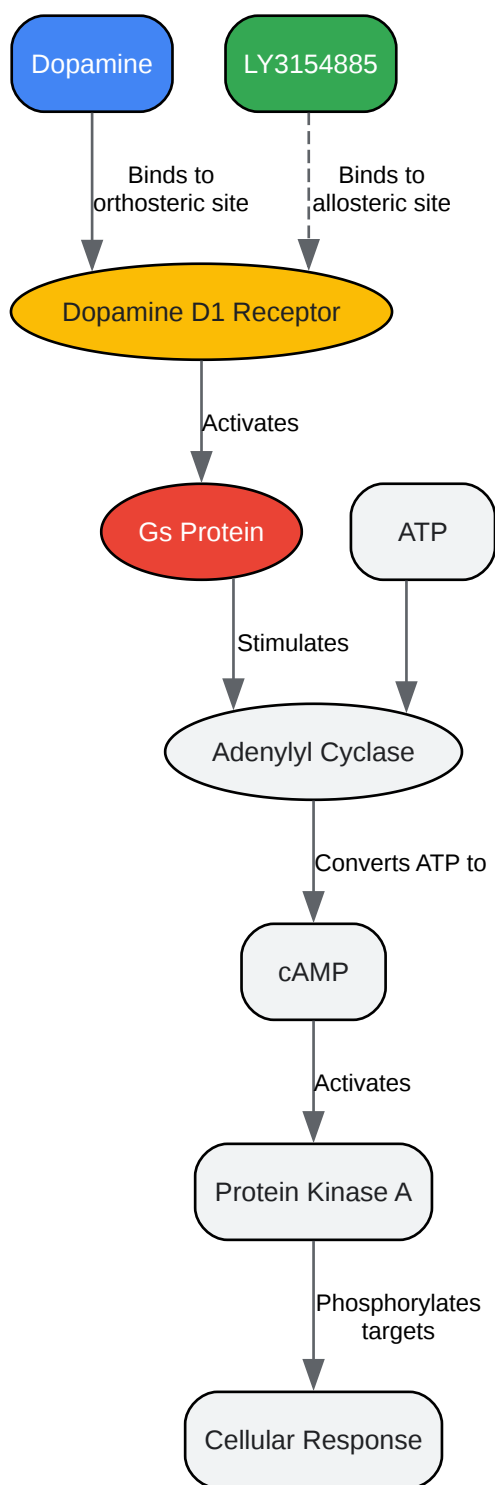 Dopamine
LY3154885
Binds to
orthosteric site
Binds to
allosteric site
Dopamine D1 Receptor
Activates
Gs Protein
ATP
Stimulates
Adenylyl Cyclase
Converts ATP to
cAMP
Activates
Protein Kinase A
Phosphorylates
targets
Cellular Response